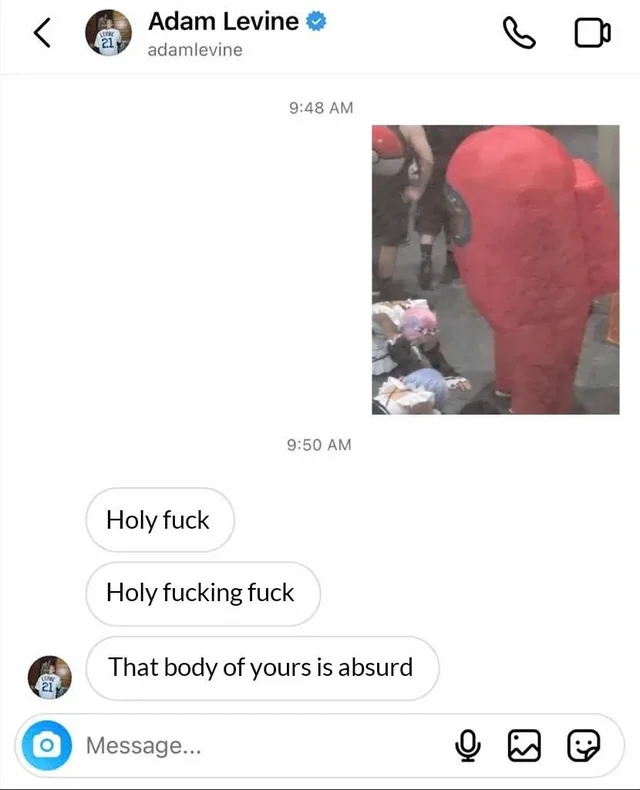 Adam Levine
adamlevine
9:48 AM
9:50 AM
Holy fuck
Holy fucking fuck
That body of yours is absurd
21
Message...